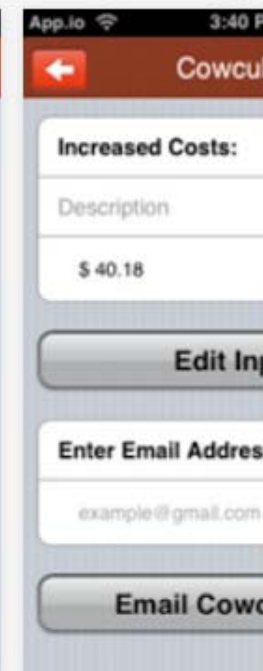 App.io 3:40 P
Cowcul
Increased Costs:
Description
$ 40.18
Edit Inp
Enter Email Addres
example@gmail.com
Email Cowc